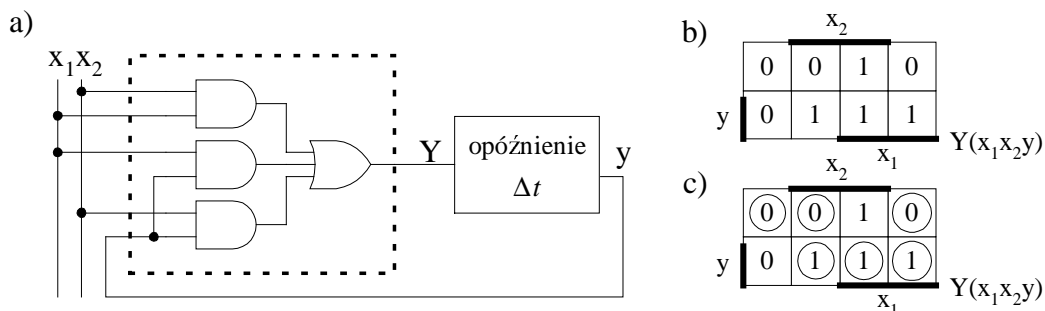 a)
x₁x₂
Y
opóźnienie
Δt
y
b)
x₂
0 0 1 0
y 0 1 1 1
x₁
Y(x₁x₂y)
c)
x₂
0 0 1 0
y 0 1 1 1
x₁
Y(x₁x₂y)